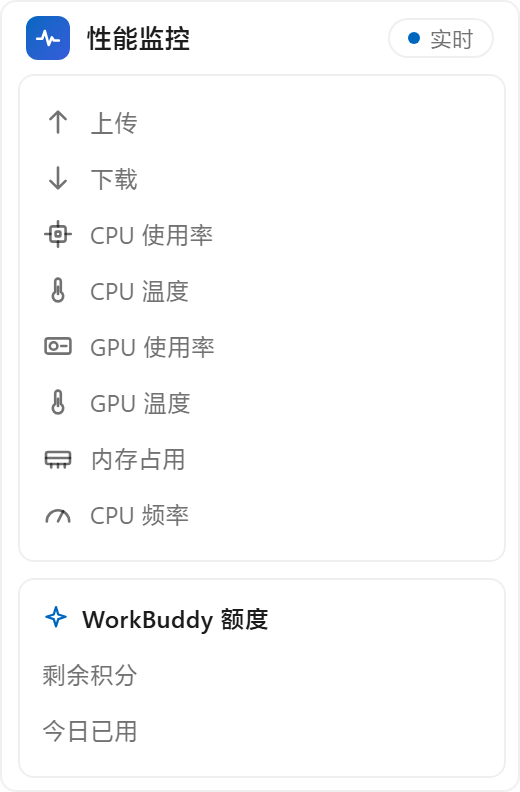 性能监控
实时
上传
下载
CPU 使用率
CPU 温度
GPU 使用率
GPU 温度
内存占用
CPU 频率
WorkBuddy 额度
剩余积分
今日已用